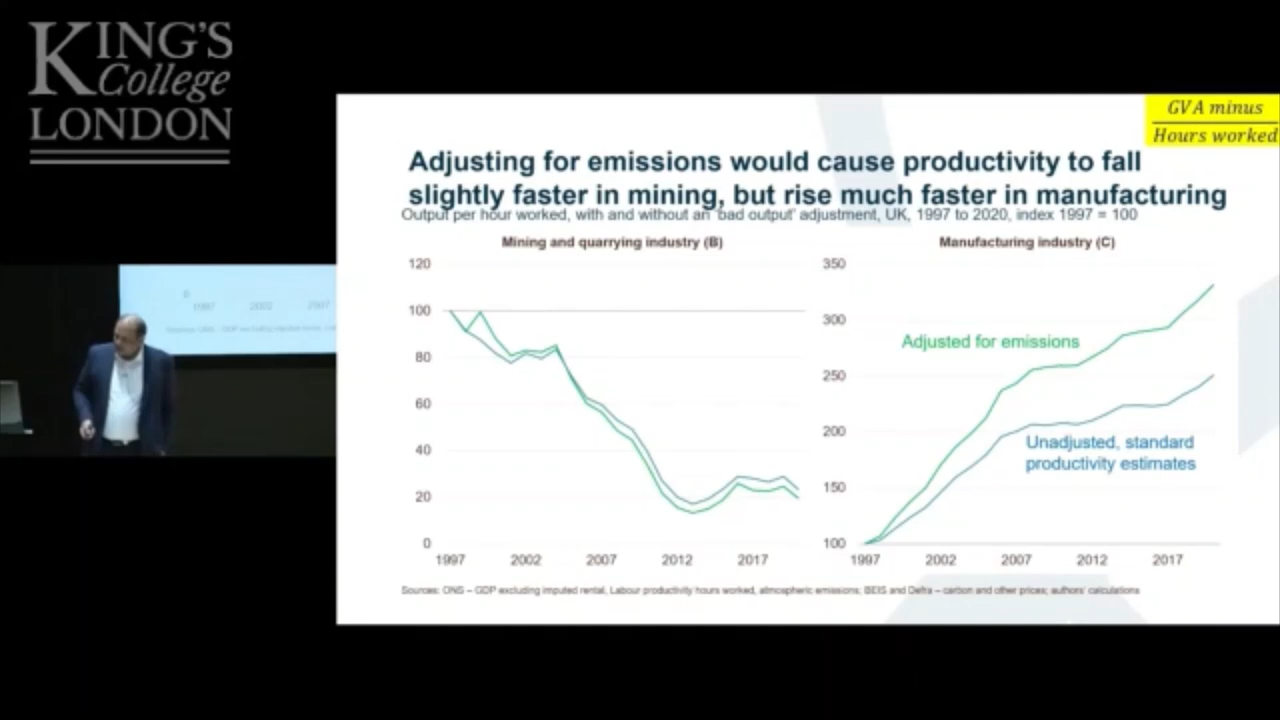 KING'S
College
LONDON
GVA minus
Hours worked
Adjusting for emissions would cause productivity to fall
slightly faster in mining, but rise much faster in manufacturing
Output per hour worked, with and without an 'bad output' adjustment, UK, 1997 to 2020, index 1997 = 100
Mining and quarrying industry (B)
120
100
80
60
40
20
0
1997 2002 2007 2012 2017
Manufacturing industry (C)
350
300
250
200
150
100
Adjusted for emissions
Unadjusted, standard
productivity estimates
1997 2002 2007 2012 2017
Sources: ONS – GDP excluding imputed rental, Labour productivity hours worked, atmospheric emissions; BEIS and Defra – carbon and other prices; authors' calculations
0
1997 2002 2007